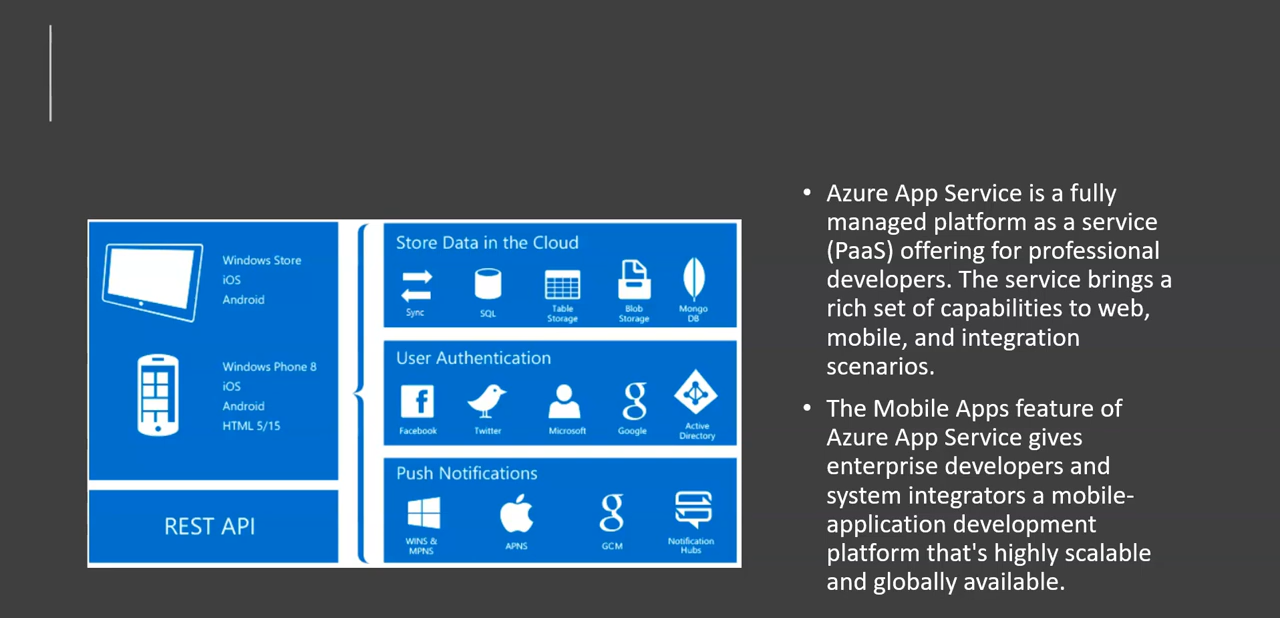 Windows Store
iOS
Android
Windows Phone 8
iOS
Android
HTML 5/15
REST API
Store Data in the Cloud
Sync
SQL
Table
Storage
Blob
Storage
Mongo
DB
User Authentication
Facebook
Twitter
Microsoft
Google
Active
Directory
Push Notifications
WINS &
MPNS
APNS
GCM
Notification
Hubs
• Azure App Service is a fully
managed platform as a service
(PaaS) offering for professional
developers. The service brings a
rich set of capabilities to web,
mobile, and integration
scenarios.
• The Mobile Apps feature of
Azure App Service gives
enterprise developers and
system integrators a mobile-
application development
platform that's highly scalable
and globally available.